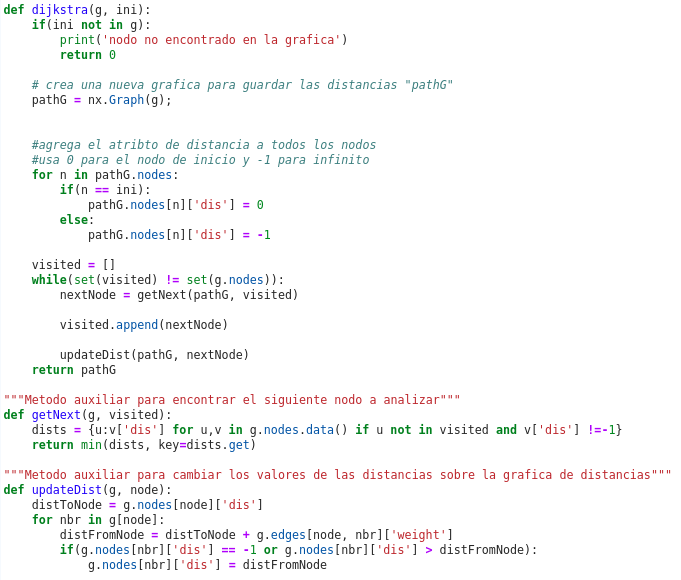 def dijkstra(g, ini):
    if(ini not in g):
        print('nodo no encontrado en la grafica')
        return 0

    # crea una nueva grafica para guardar las distancias "pathG"
    pathG = nx.Graph(g);


    #agrega el atribto de distancia a todos los nodos
    #usa 0 para el nodo de inicio y -1 para infinito
    for n in pathG.nodes:
        if(n == ini):
            pathG.nodes[n]['dis'] = 0
        else:
            pathG.nodes[n]['dis'] = -1

    visited = []
    while(set(visited) != set(g.nodes)):
        nextNode = getNext(pathG, visited)

        visited.append(nextNode)

        updateDist(pathG, nextNode)
    return pathG

"""Metodo auxiliar para encontrar el siguiente nodo a analizar"""
def getNext(g, visited):
    dists = {u:v['dis'] for u,v in g.nodes.data() if u not in visited and v['dis'] !=-1}
    return min(dists, key=dists.get)

"""Metodo auxiliar para cambiar los valores de las distancias sobre la grafica de distancias"""
def updateDist(g, node):
    distToNode = g.nodes[node]['dis']
    for nbr in g[node]:
        distFromNode = distToNode + g.edges[node, nbr]['weight']
        if(g.nodes[nbr]['dis'] == -1 or g.nodes[nbr]['dis'] > distFromNode):
            g.nodes[nbr]['dis'] = distFromNode